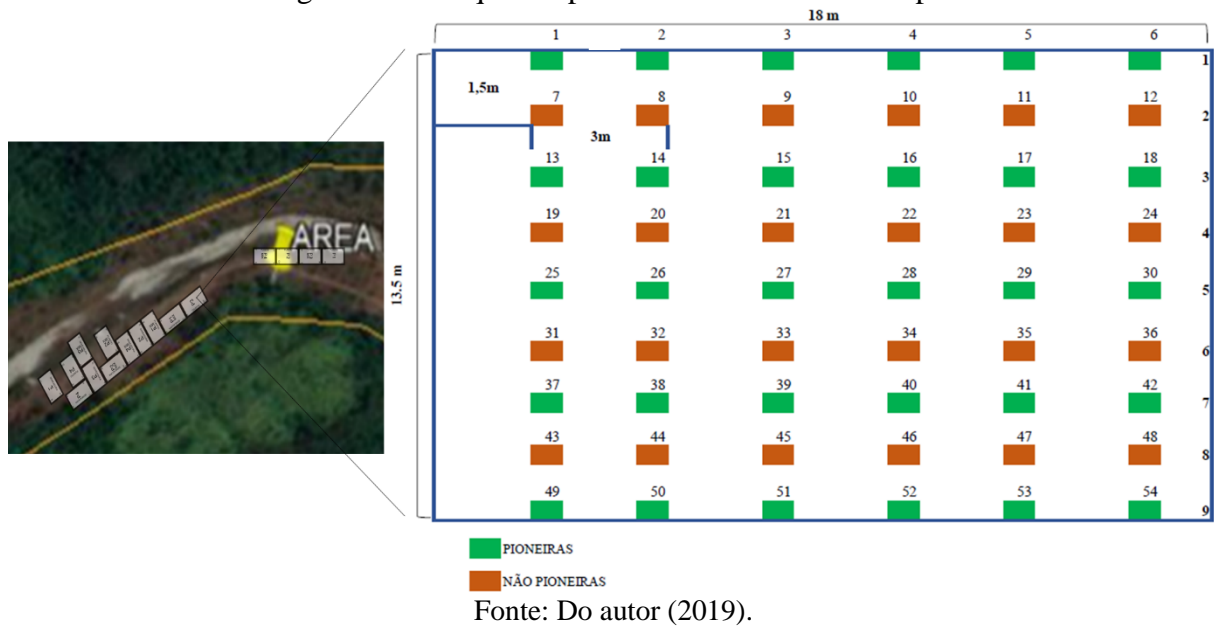 18 m
1 2 3 4 5 6
1
1,5m
7 8 9 10 11 12
2
3m
13 14 15 16 17 18
3
19 20 21 22 23 24
4
AREA
13.5 m
25 26 27 28 29 30
5
31 32 33 34 35 36
6
37 38 39 40 41 42
7
43 44 45 46 47 48
8
49 50 51 52 53 54
9
PIONEIRAS
NÃO PIONEIRAS
Fonte: Do autor (2019).